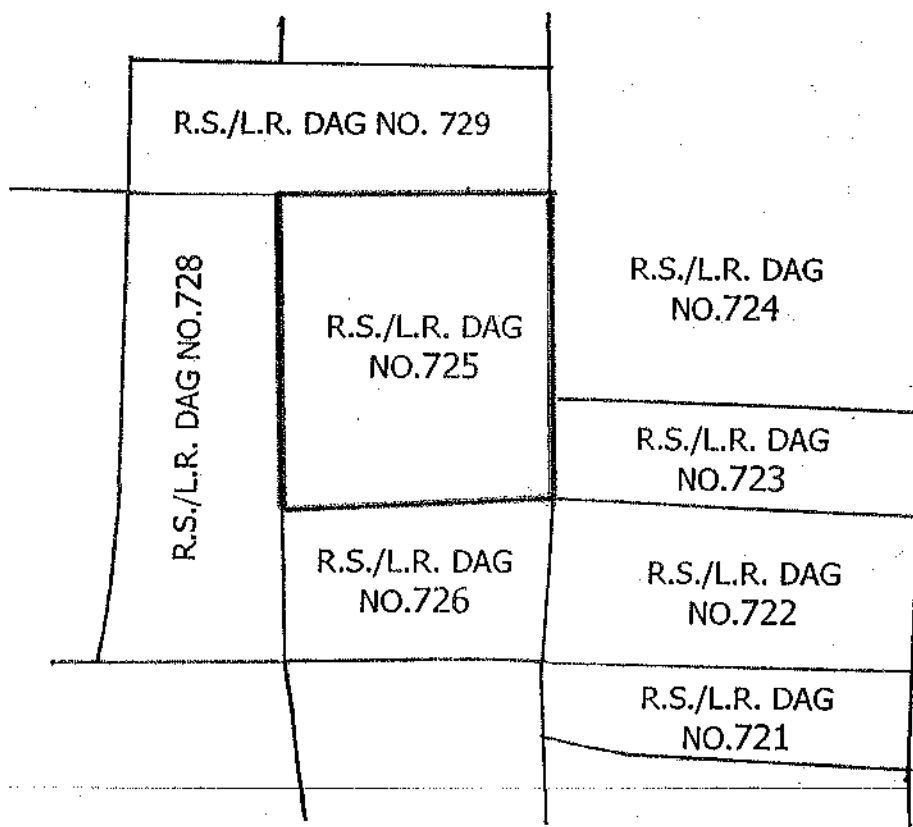 R.S./L.R. DAG NO. 729
R.S./L.R. DAG NO.728
R.S./L.R. DAG
NO.725
R.S./L.R. DAG
NO.724
R.S./L.R. DAG
NO.723
R.S./L.R. DAG
NO.726
R.S./L.R. DAG
NO.722
R.S./L.R. DAG
NO.721